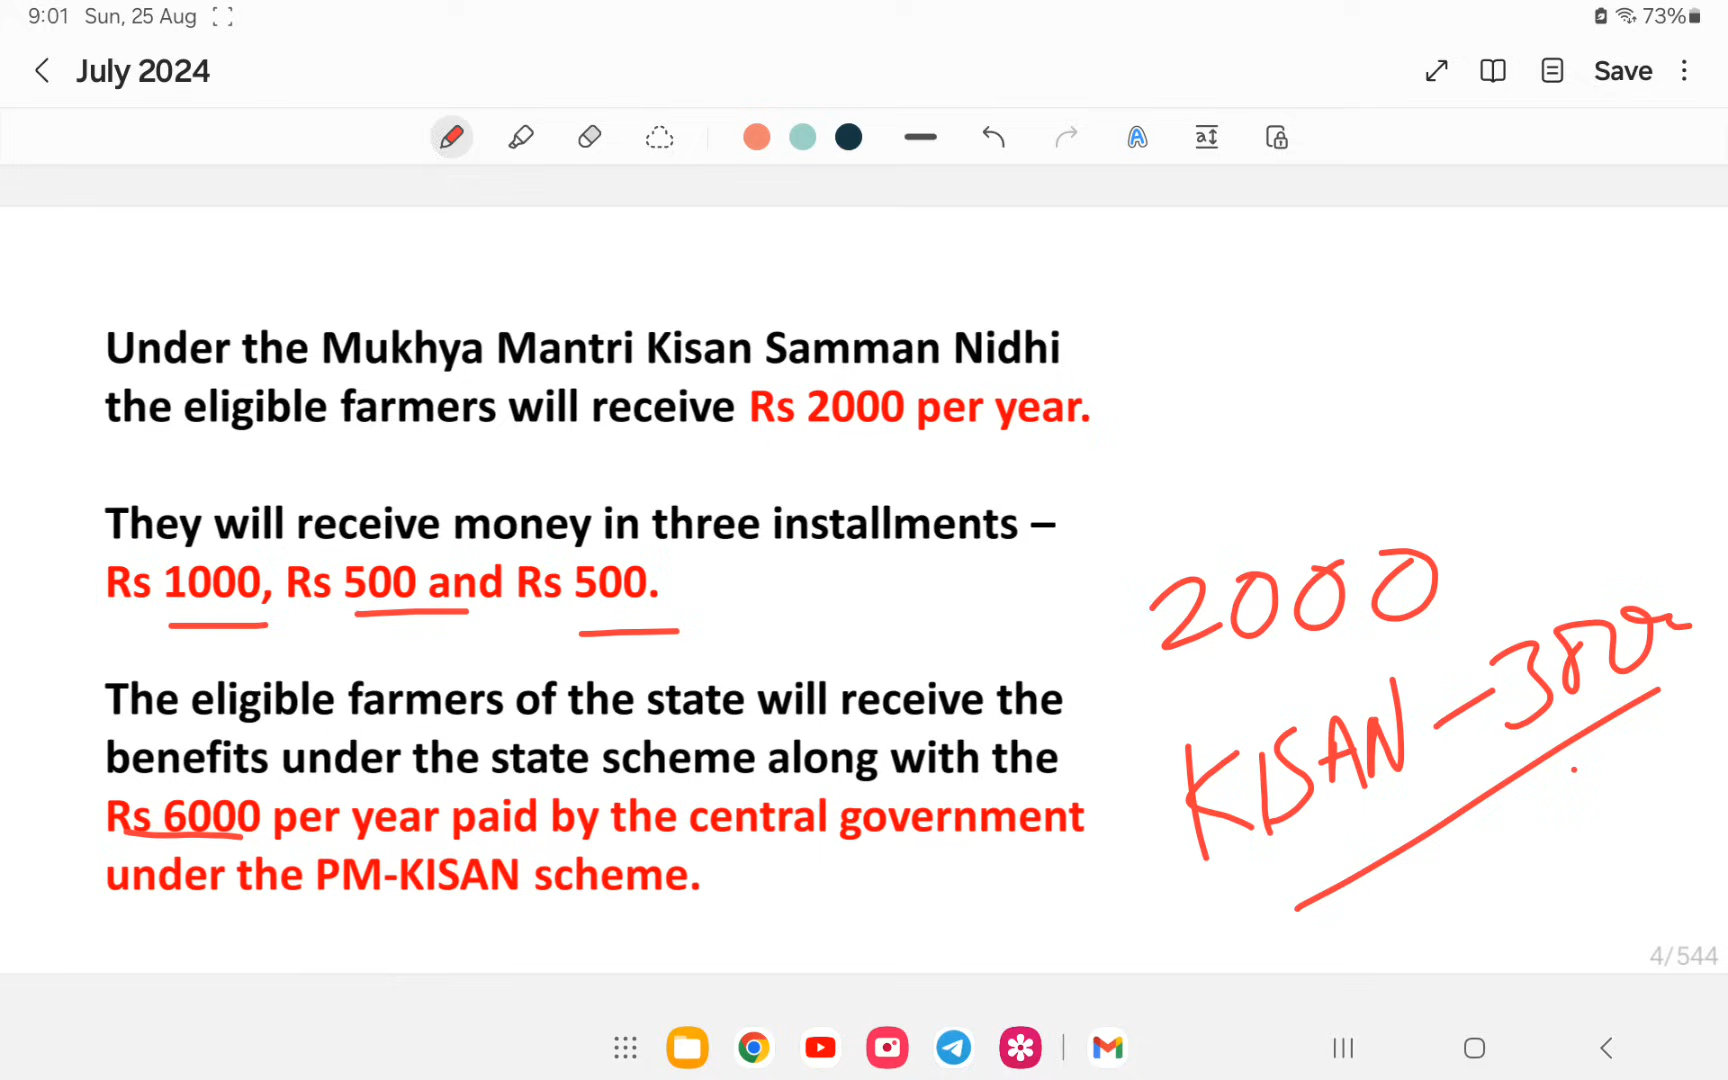 9:01 Sun, 25 Aug
73%
July 2024
Save
Under the Mukhya Mantri Kisan Samman Nidhi
the eligible farmers will receive Rs 2000 per year.
They will receive money in three installments –
Rs 1000, Rs 500 and Rs 500.
2000
The eligible farmers of the state will receive the
benefits under the state scheme along with the
Rs 6000 per year paid by the central government
under the PM-KISAN scheme.
KISAN –
4/544